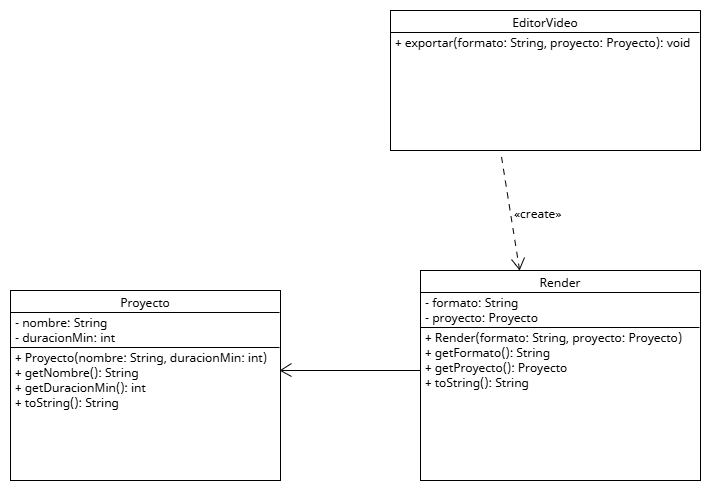 EditorVideo
+ exportar(formato: String, proyecto: Proyecto): void
«create»
Render
- formato: String
- proyecto: Proyecto
+ Render(formato: String, proyecto: Proyecto)
+ getFormato(): String
+ getProyecto(): Proyecto
+ toString(): String
Proyecto
- nombre: String
- duracionMin: int
+ Proyecto(nombre: String, duracionMin: int)
+ getNombre(): String
+ getDuracionMin(): int
+ toString(): String